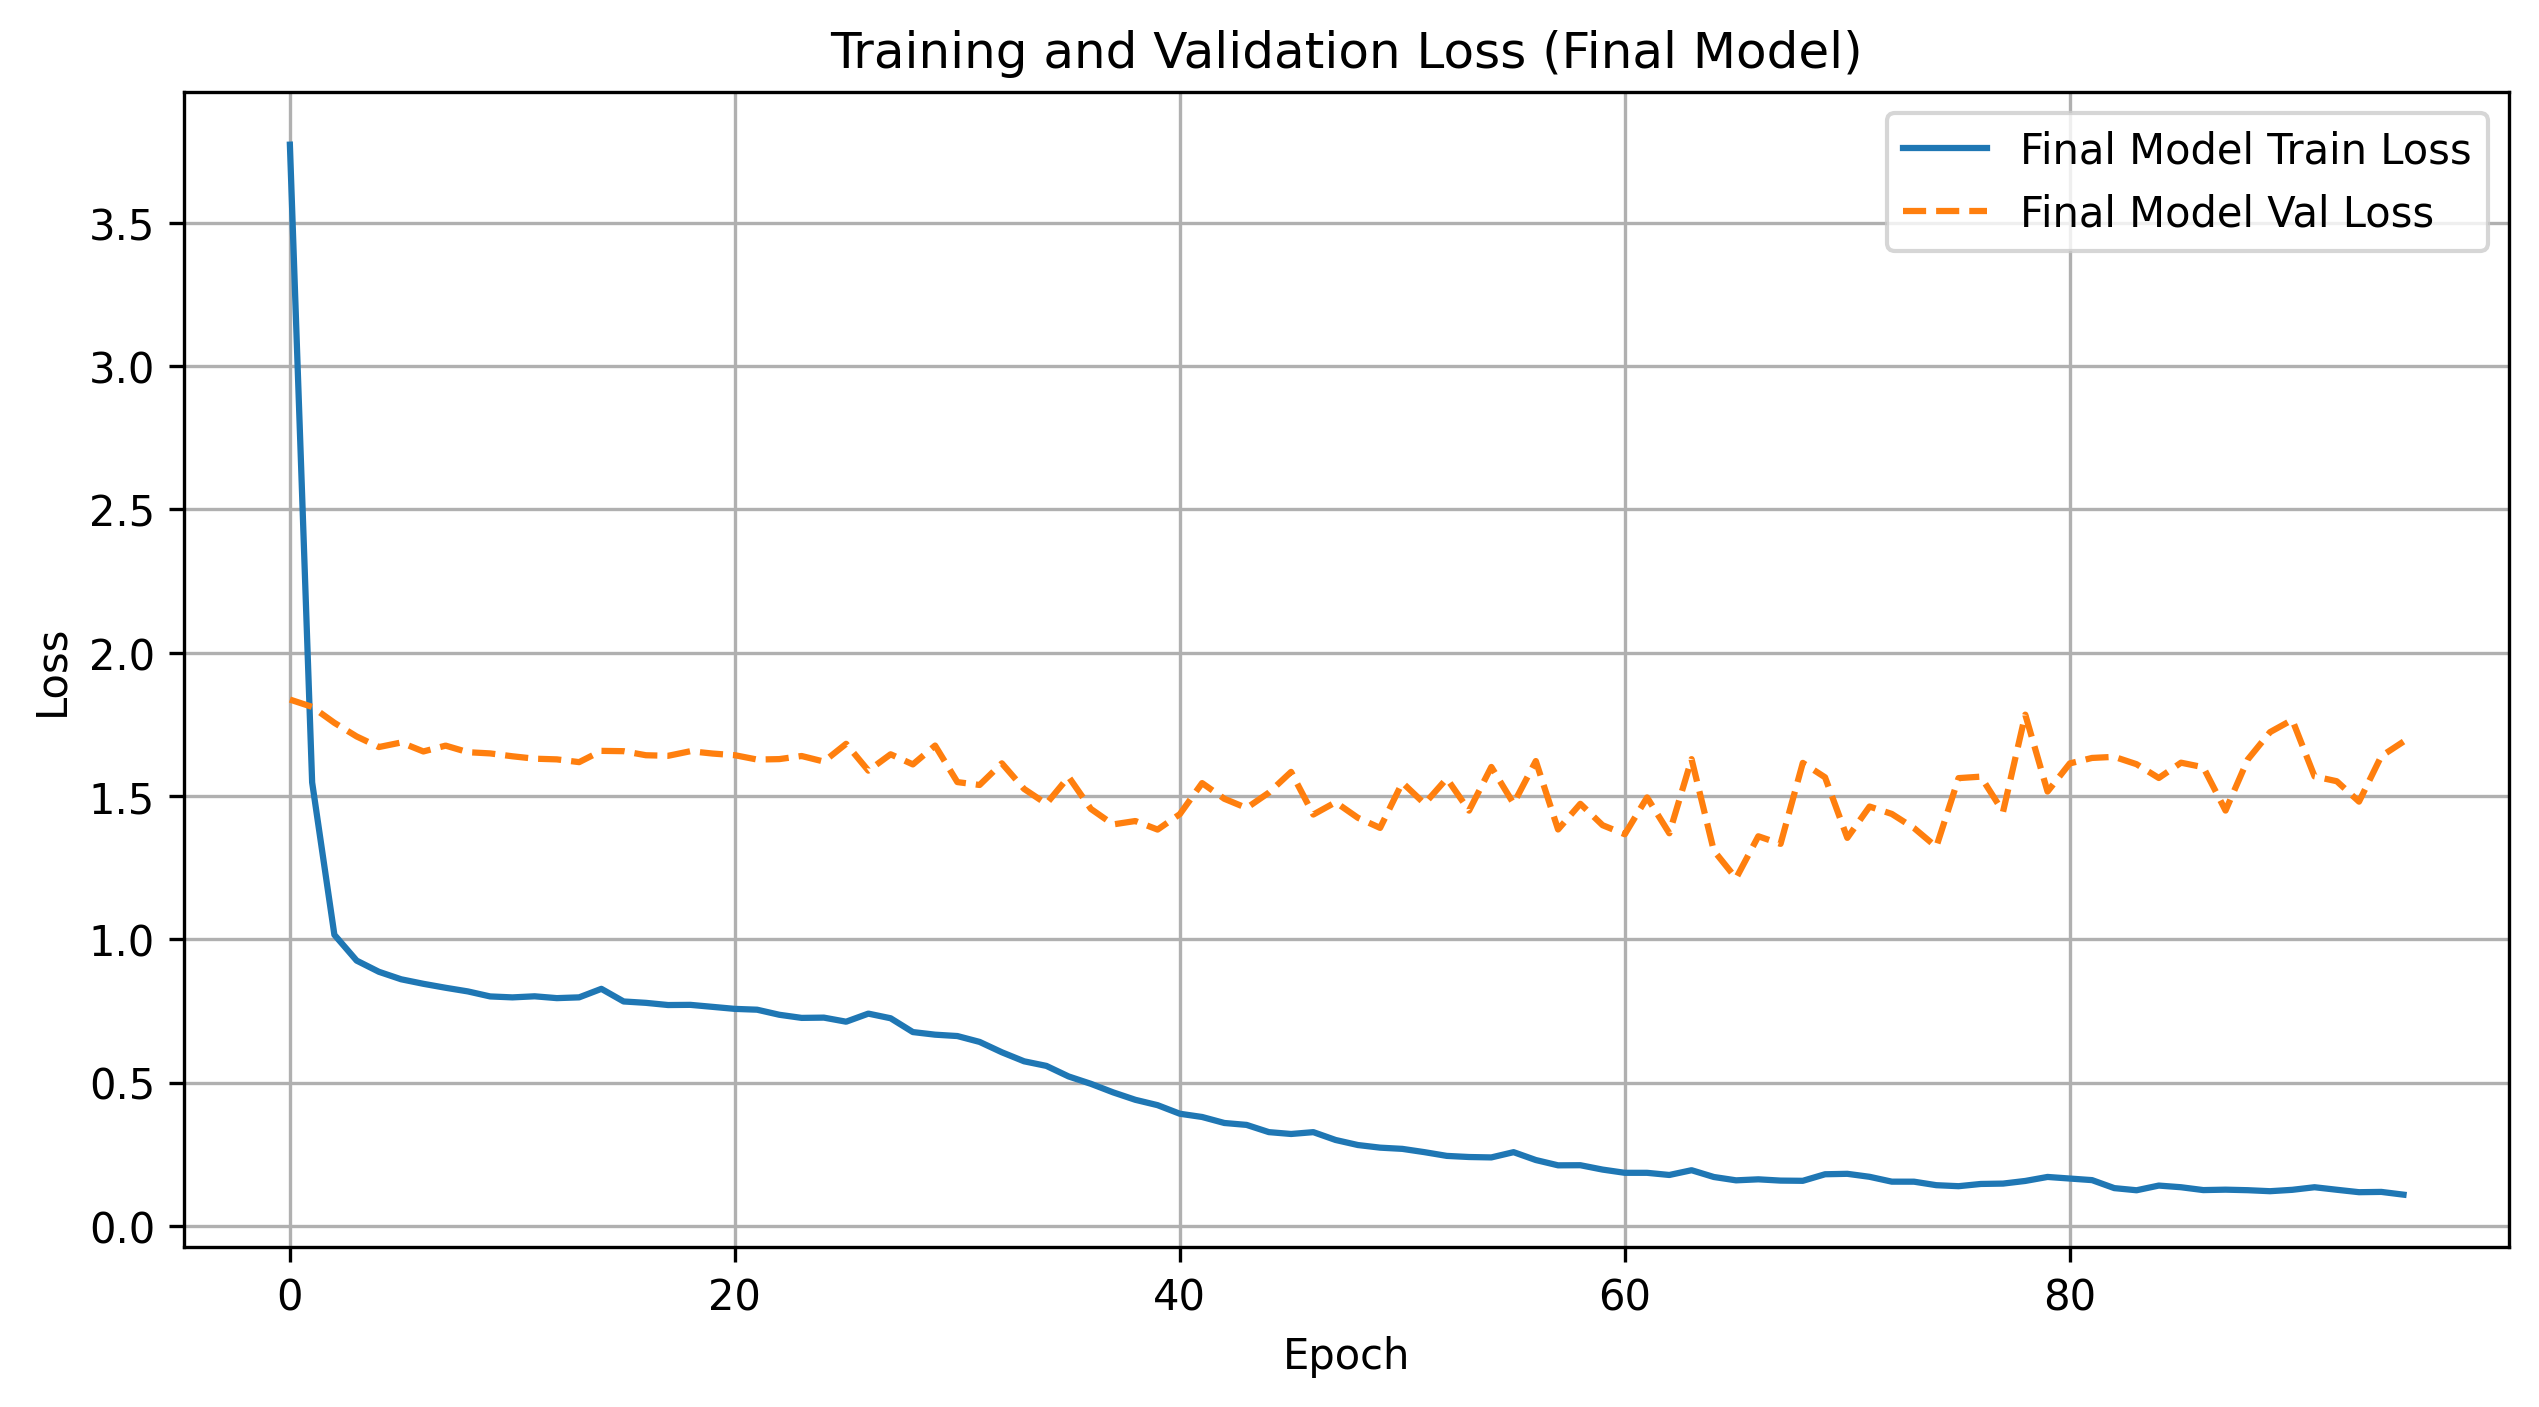 Training and Validation Loss (Final Model)
Final Model Train Loss
Final Model Val Loss
3.5
3.0
2.5
2.0
1.5
1.0
0.5
0.0
Loss
0 20 40 60 80
Epoch